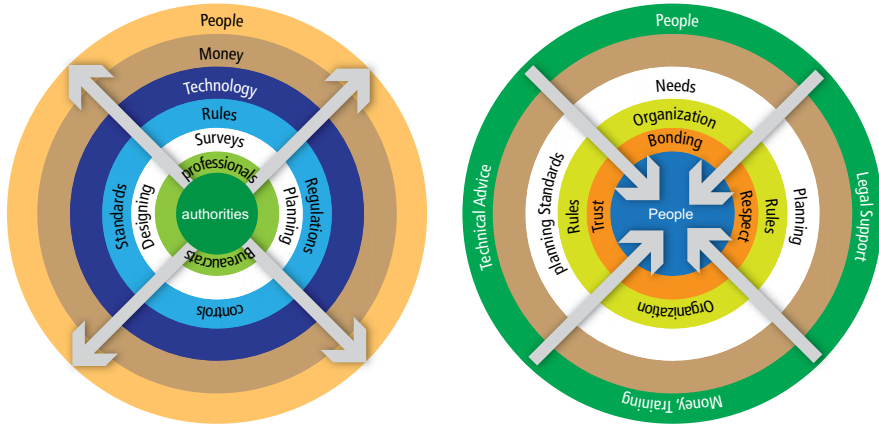 People
Money
Technology
Rules
Surveys
professionals
Standards
Designing
authorities
Planning
Regulations
Bureaucrats
controls
Needs
Organization
Bonding
Technical Advice
planning Standards
Rules
Trust
People
Respect
Rules
Planning
Legal Support
Organization
Money, Training